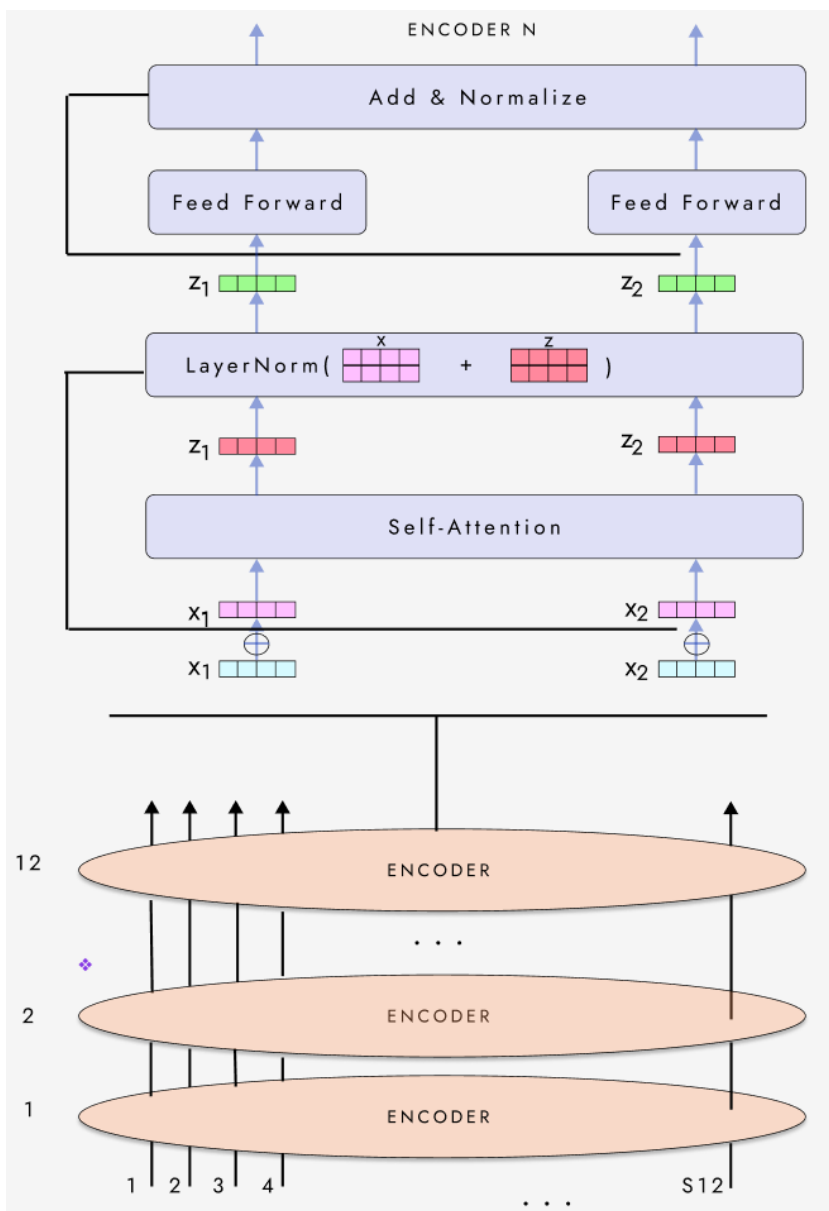 ENCODER N
Add & Normalize
Feed Forward Feed Forward
z1 z2
x z
LayerNorm( + )
z1 z2
Self-Attention
x1 x2
x1 x2
12 ENCODER
. . .
2 ENCODER
1 ENCODER
1 2 3 4 S12
. . .